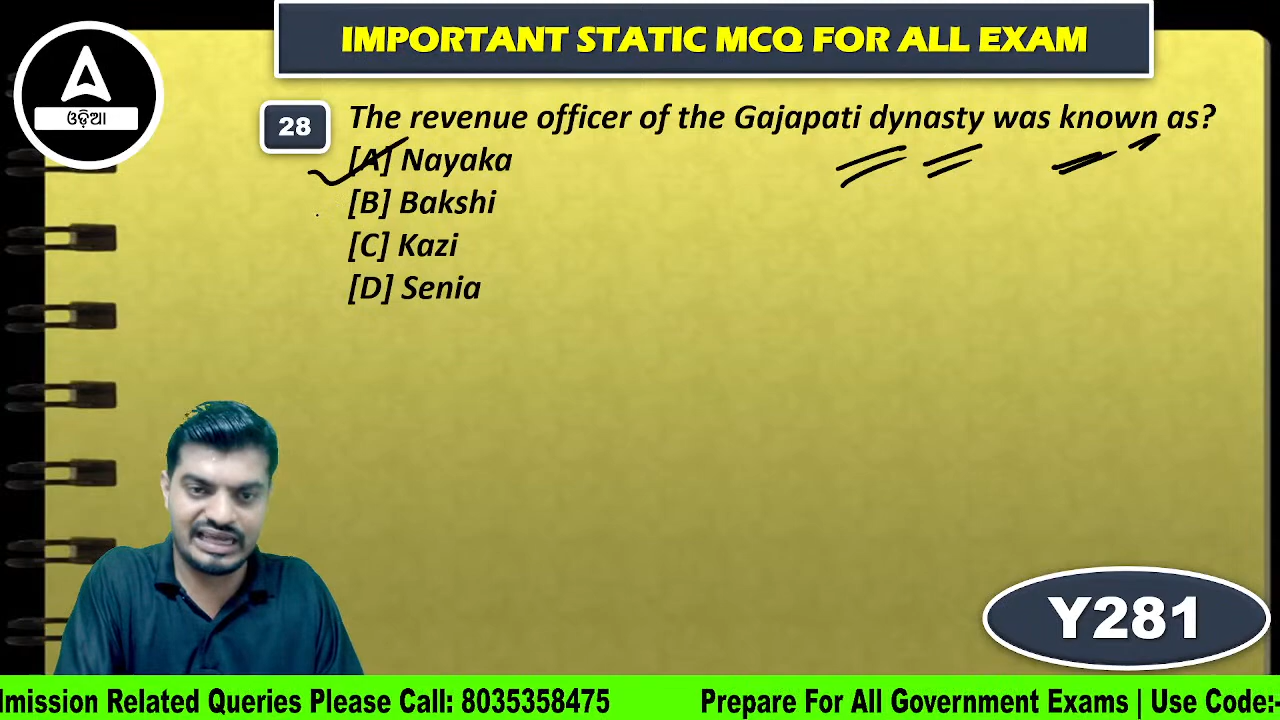 IMPORTANT STATIC MCQ FOR ALL EXAM
ଓଡ଼ିଆ
28 The revenue officer of the Gajapati dynasty was known as?
[A] Nayaka
[B] Bakshi
[C] Kazi
[D] Senia
Y281
Related Queries Please Call: 8035358475 Prepare For All Government Exams | Use Code:-